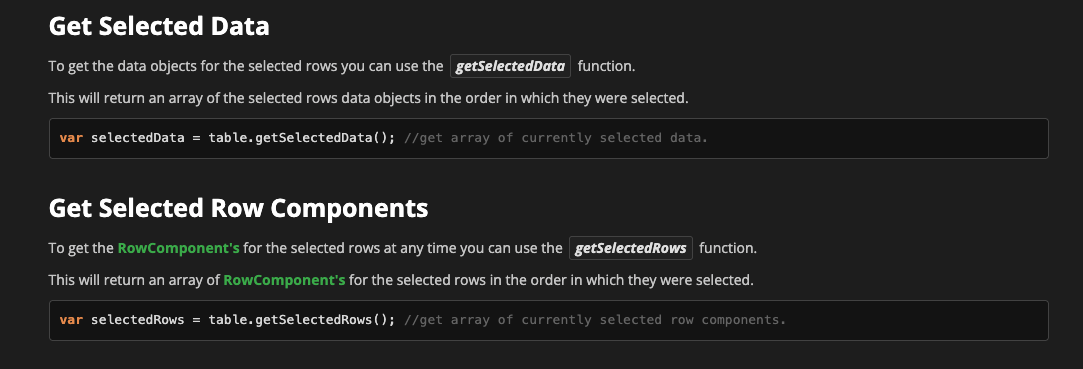 Get Selected Data
To get the data objects for the selected rows you can use the getSelectedData function.
This will return an array of the selected rows data objects in the order in which they were selected.
var selectedData = table.getSelectedData(); //get array of currently selected data.
Get Selected Row Components
To get the RowComponent's for the selected rows at any time you can use the getSelectedRows function.
This will return an array of RowComponent's for the selected rows in the order in which they were selected.
var selectedRows = table.getSelectedRows(); //get array of currently selected row components.